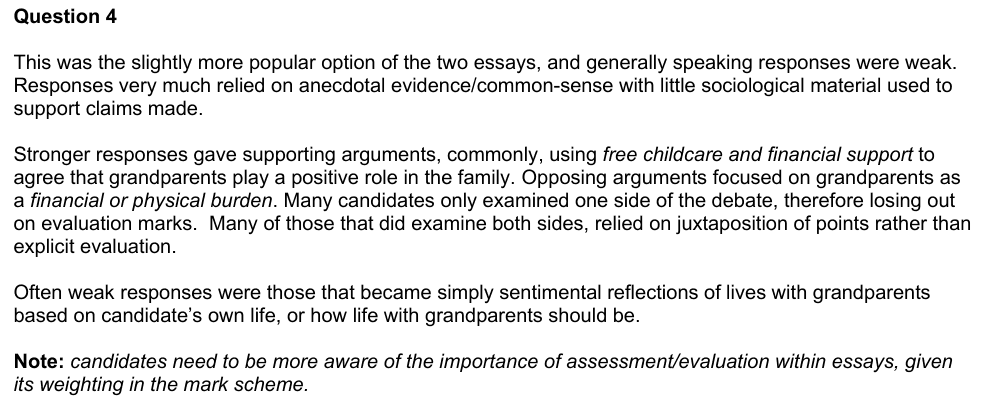 Question 4
This was the slightly more popular option of the two essays, and generally speaking responses were weak.
Responses very much relied on anecdotal evidence/common-sense with little sociological material used to
support claims made.
Stronger responses gave supporting arguments, commonly, using free childcare and financial support to
agree that grandparents play a positive role in the family. Opposing arguments focused on grandparents as
a financial or physical burden. Many candidates only examined one side of the debate, therefore losing out
on evaluation marks.  Many of those that did examine both sides, relied on juxtaposition of points rather than
explicit evaluation.
Often weak responses were those that became simply sentimental reflections of lives with grandparents
based on candidate's own life, or how life with grandparents should be.
Note: candidates need to be more aware of the importance of assessment/evaluation within essays, given
its weighting in the mark scheme.